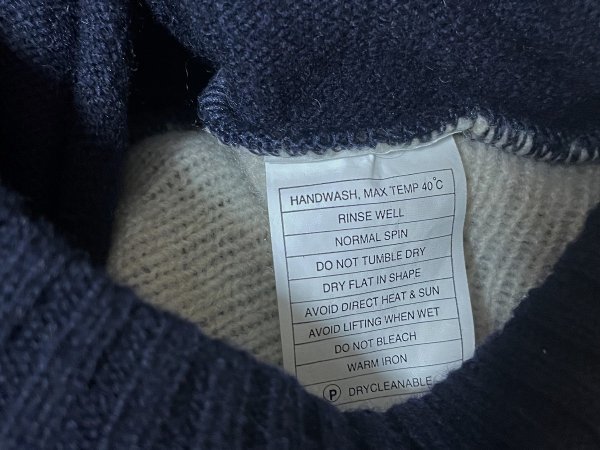 HANDWASH, MAX TEMP 40°C
RINSE WELL
NORMAL SPIN
DO NOT TUMBLE DRY
DRY FLAT IN SHAPE
AVOID DIRECT HEAT & SUN
AVOID LIFTING WHEN WET
DO NOT BLEACH
WARM IRON
P DRYCLEANABLE